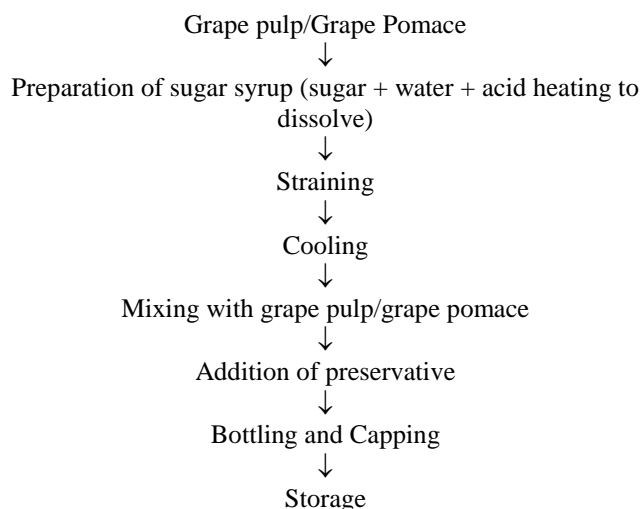 Grape pulp/Grape Pomace
↓
Preparation of sugar syrup (sugar + water + acid heating to
dissolve)
↓
Straining
↓
Cooling
↓
Mixing with grape pulp/grape pomace
↓
Addition of preservative
↓
Bottling and Capping
↓
Storage